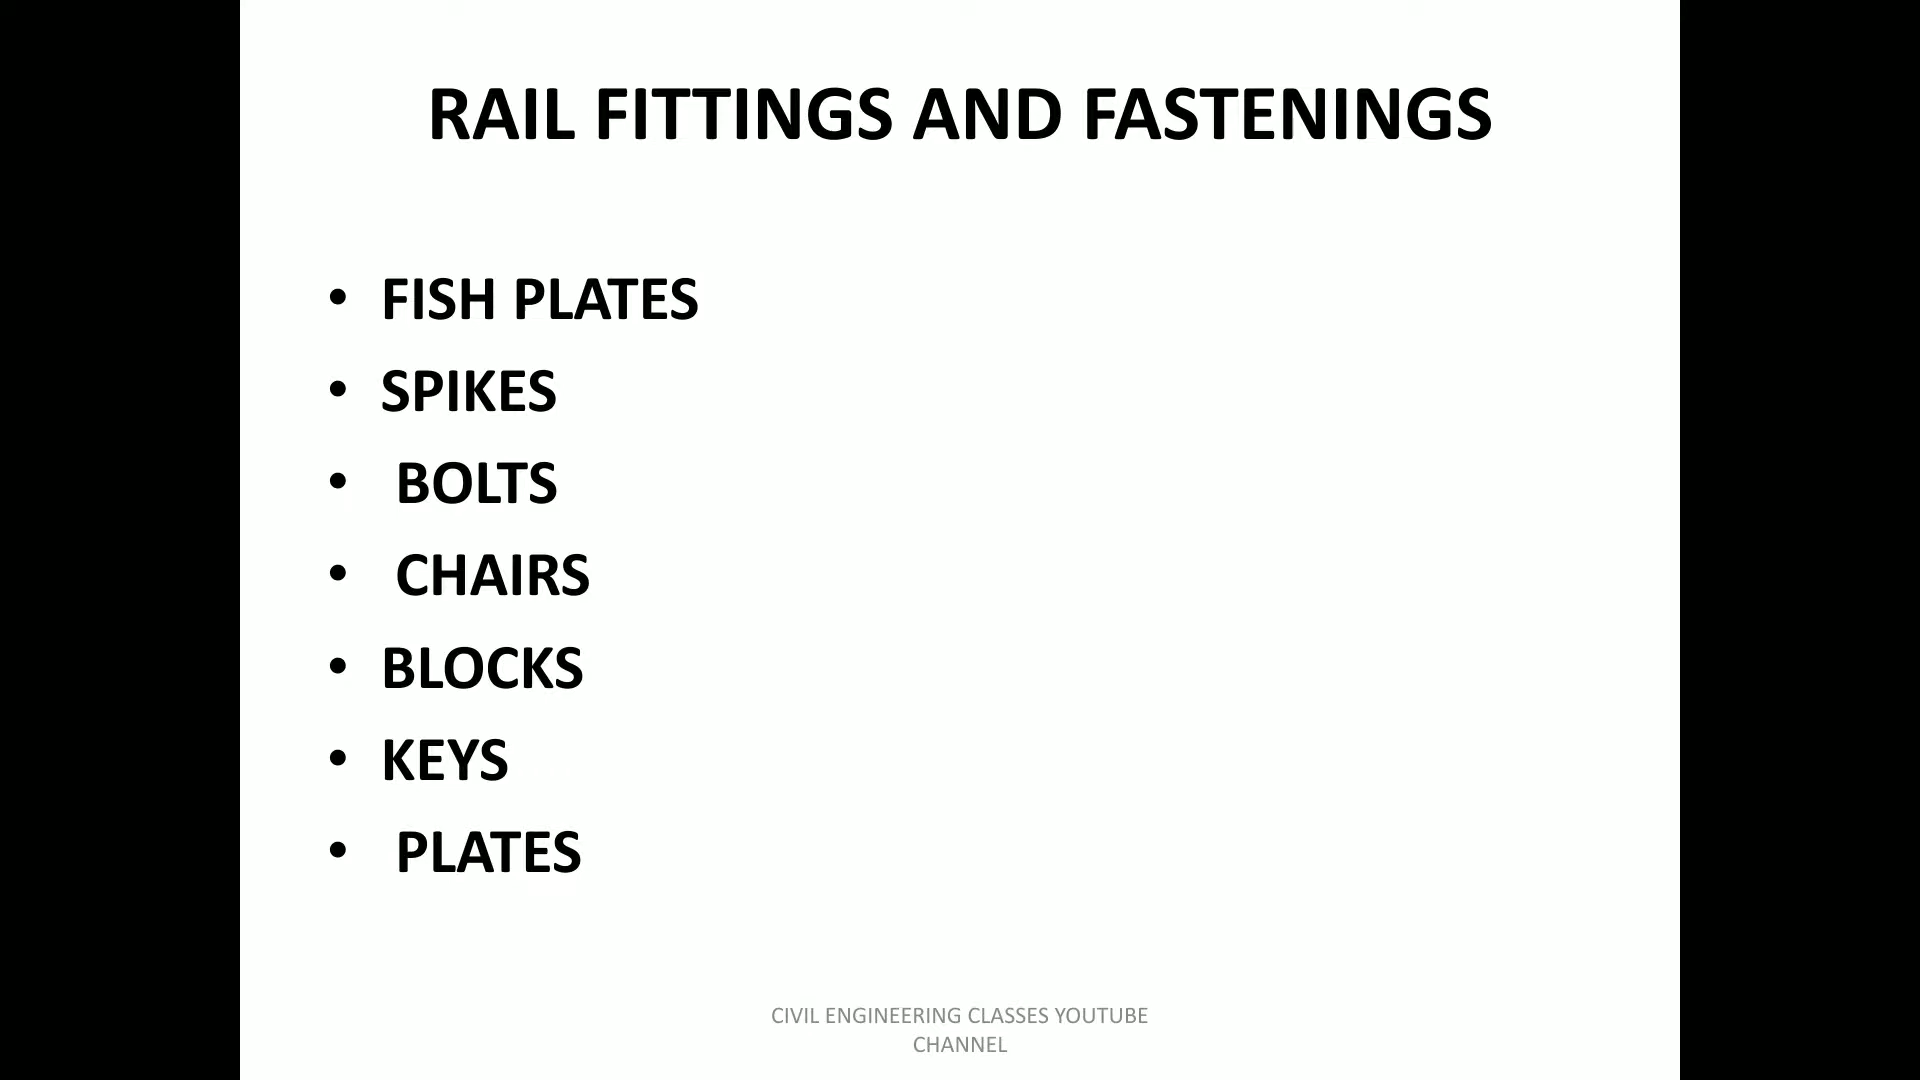 RAIL FITTINGS AND FASTENINGS
• FISH PLATES
• SPIKES
• BOLTS
• CHAIRS
• BLOCKS
• KEYS
• PLATES
CIVIL ENGINEERING CLASSES YOUTUBE
CHANNEL